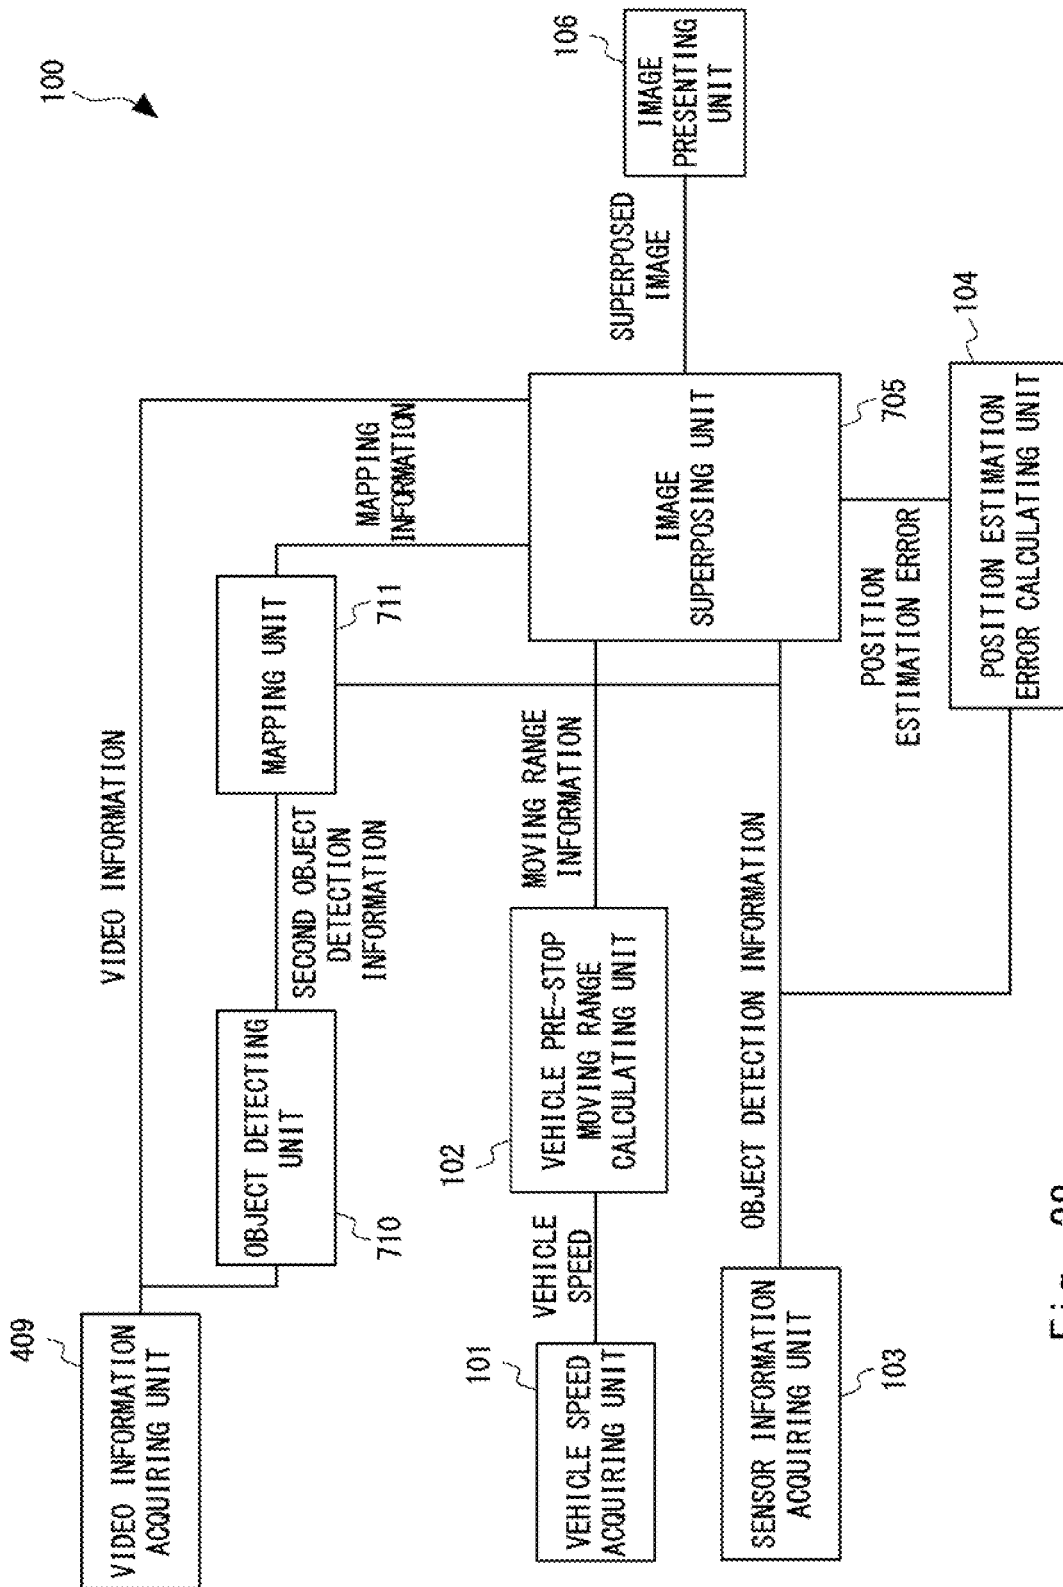 100
409
VIDEO INFORMATION
ACQUIRING UNIT
VIDEO INFORMATION
OBJECT DETECTING
UNIT
710
SECOND OBJECT
DETECTION
INFORMATION
MAPPING UNIT
711
MAPPING
INFORMATION
101
VEHICLE SPEED
ACQUIRING UNIT
VEHICLE
SPEED
102
VEHICLE PRE-STOP
MOVING RANGE
CALCULATING UNIT
MOVING RANGE
INFORMATION
IMAGE
SUPERPOSING UNIT
705
SUPERPOSED
IMAGE
106
IMAGE
PRESENTING
UNIT
SENSOR INFORMATION
ACQUIRING UNIT
103
OBJECT DETECTION INFORMATION
POSITION
ESTIMATION ERROR
104
POSITION ESTIMATION
ERROR CALCULATING UNIT